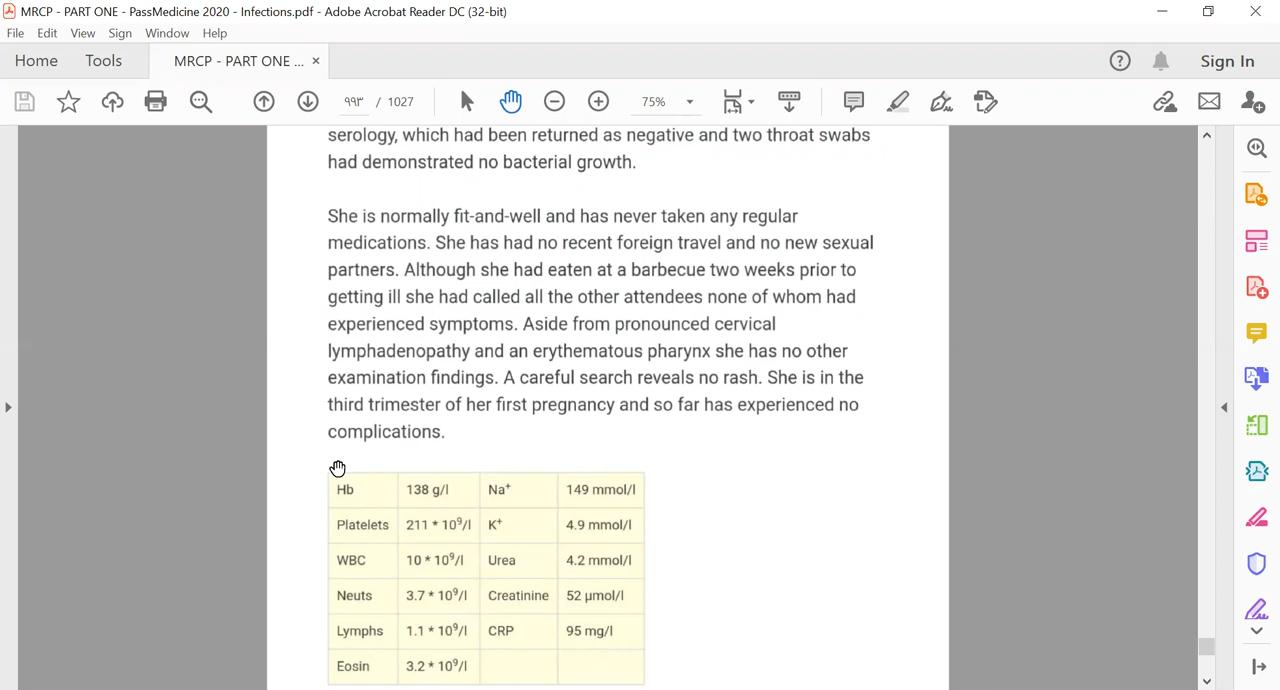 MRCP - PART ONE - PassMedicine 2020 - Infections.pdf - Adobe Acrobat Reader DC (32-bit)
File Edit View Sign Window Help
Home Tools MRCP - PART ONE ... × Sign In
٩٩٣ / 1027 75%
serology, which had been returned as negative and two throat swabs
had demonstrated no bacterial growth.
She is normally fit-and-well and has never taken any regular
medications. She has had no recent foreign travel and no new sexual
partners. Although she had eaten at a barbecue two weeks prior to
getting ill she had called all the other attendees none of whom had
experienced symptoms. Aside from pronounced cervical
lymphadenopathy and an erythematous pharynx she has no other
examination findings. A careful search reveals no rash. She is in the
third trimester of her first pregnancy and so far has experienced no
complications.
Hb 138 g/l Na⁺ 149 mmol/l
Platelets 211 * 10⁹/l K⁺ 4.9 mmol/l
WBC 10 * 10⁹/l Urea 4.2 mmol/l
Neuts 3.7 * 10⁹/l Creatinine 52 µmol/l
Lymphs 1.1 * 10⁹/l CRP 95 mg/l
Eosin 3.2 * 10⁹/l